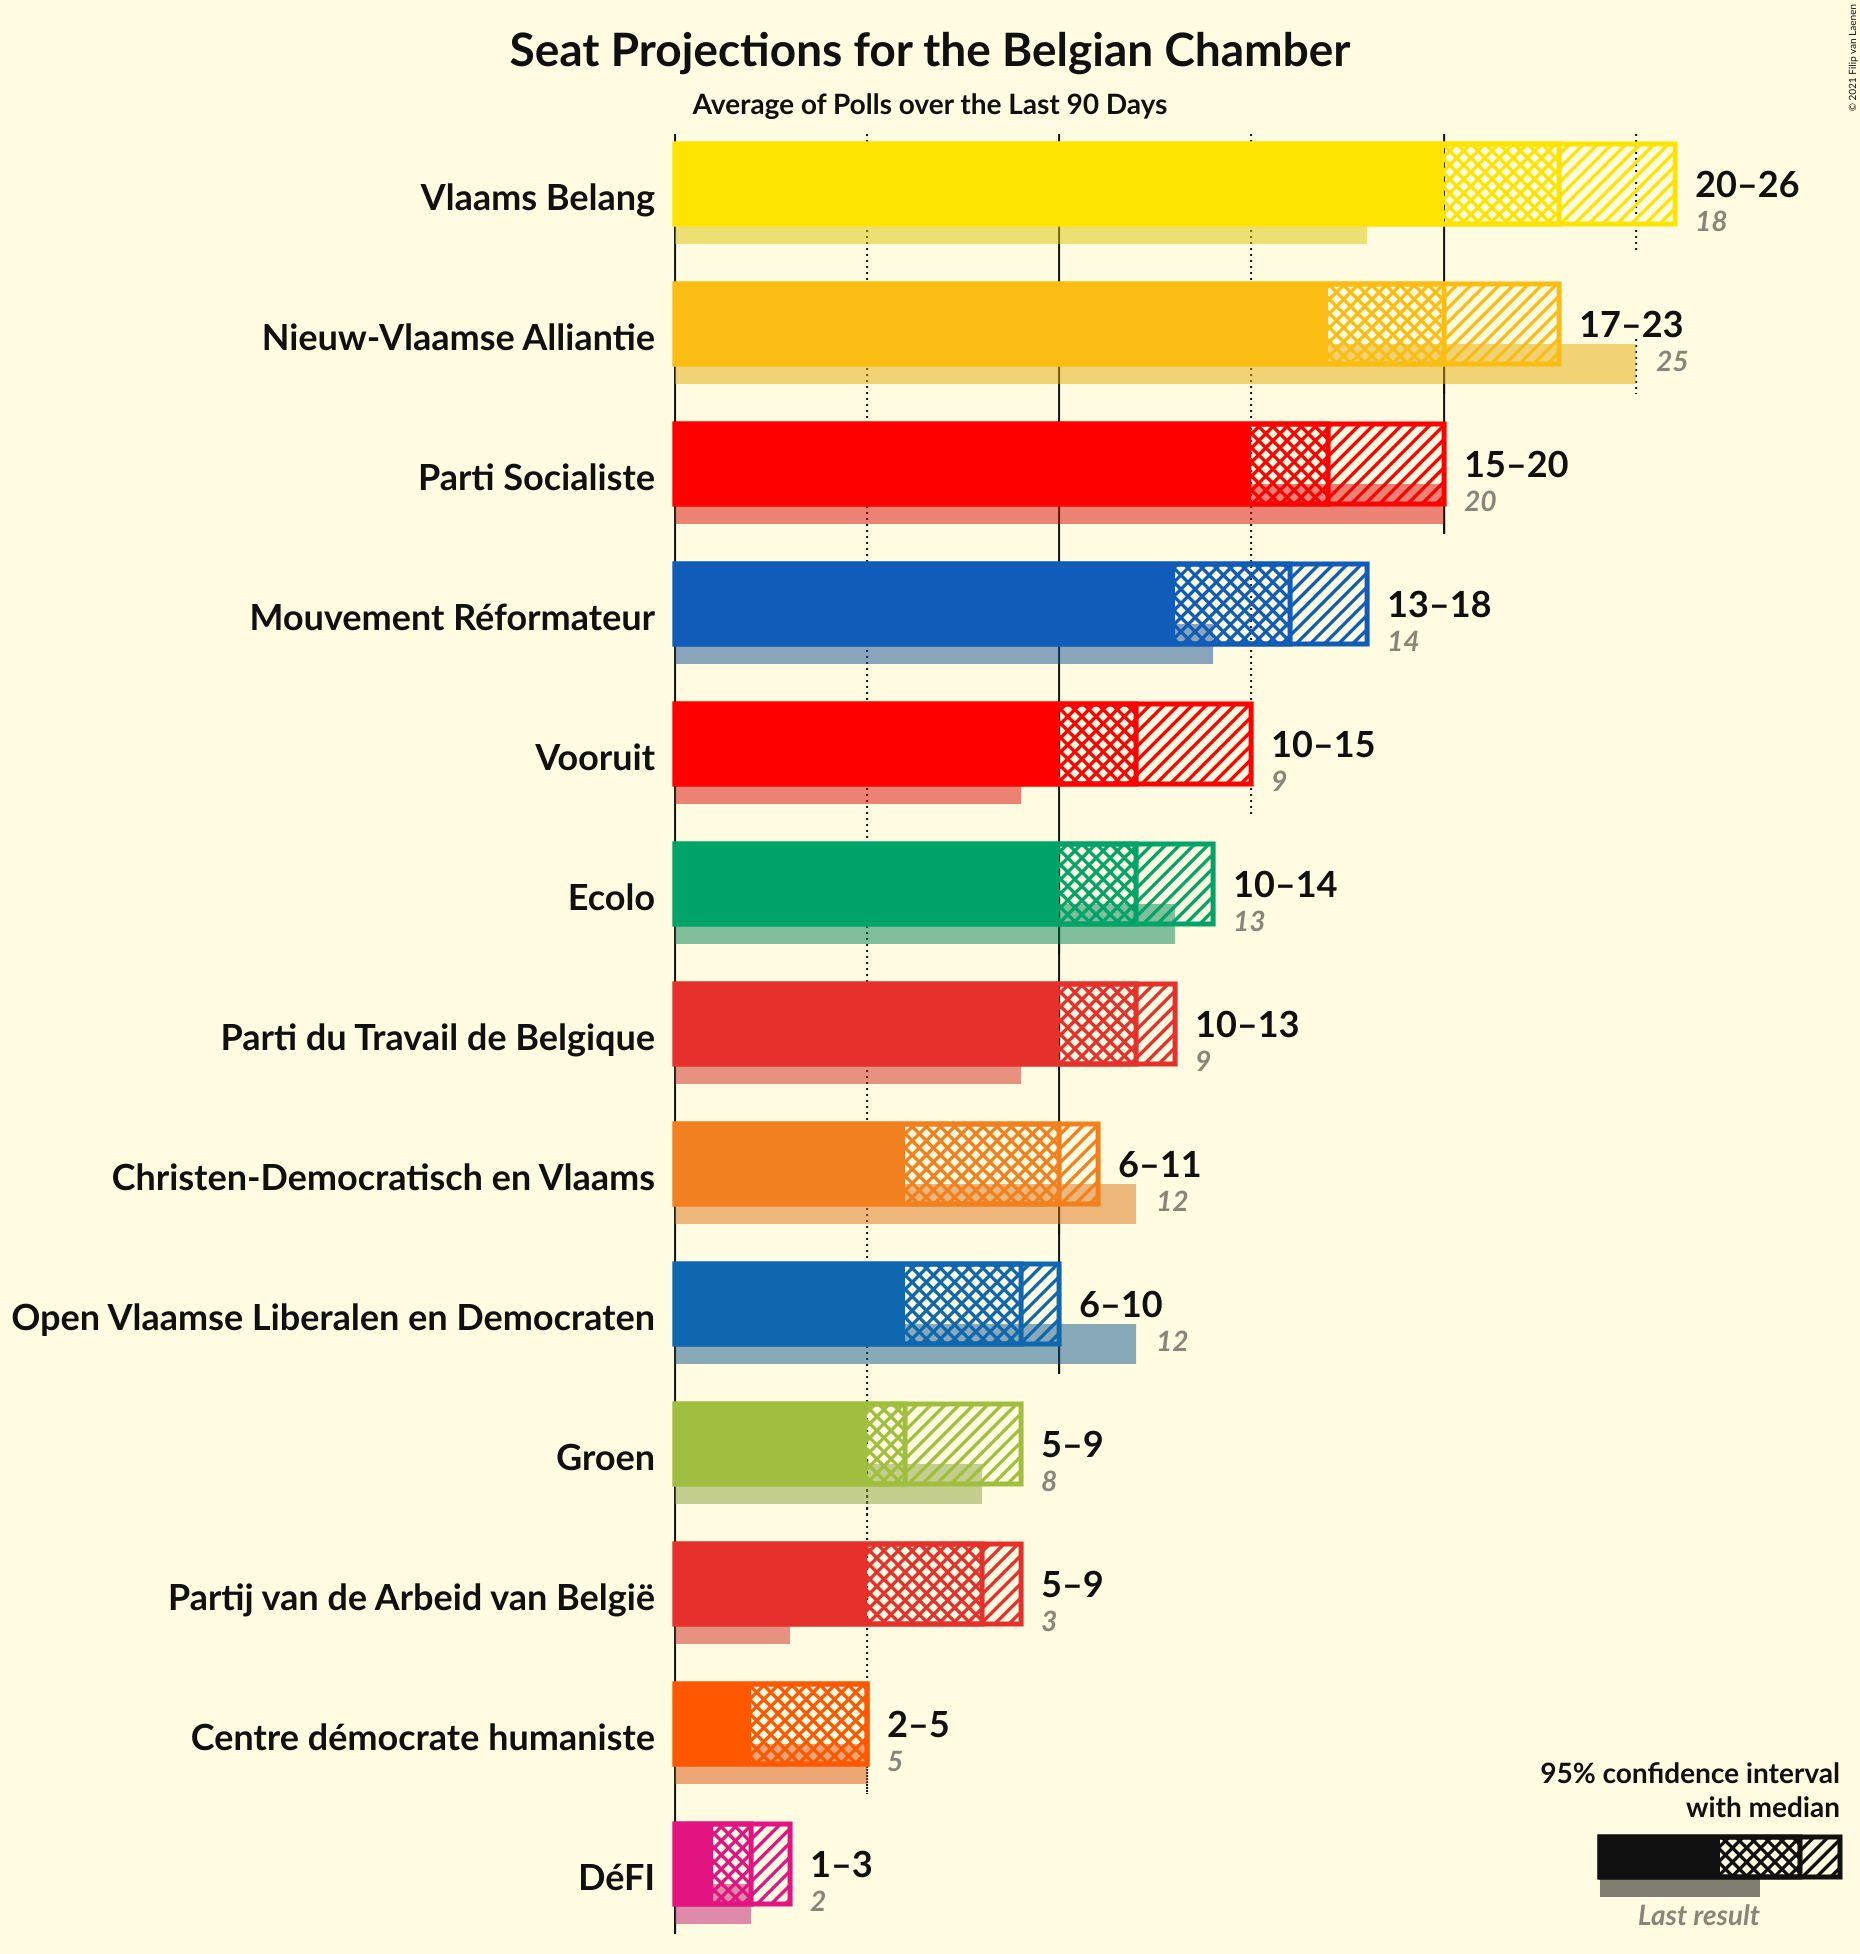 Seat Projections for the Belgian Chamber
Average of Polls over the Last 90 Days
© 2021 Filip van Laenen
Vlaams Belang
20–26
18
Nieuw-Vlaamse Alliantie
17–23
25
Parti Socialiste
15–20
20
Mouvement Réformateur
13–18
14
Vooruit
10–15
9
Ecolo
10–14
13
Parti du Travail de Belgique
10–13
9
Christen-Democratisch en Vlaams
6–11
12
Open Vlaamse Liberalen en Democraten
6–10
12
Groen
5–9
8
Partij van de Arbeid van België
5–9
3
Centre démocrate humaniste
2–5
5
DéFI
1–3
2
95% confidence interval
with median
Last result